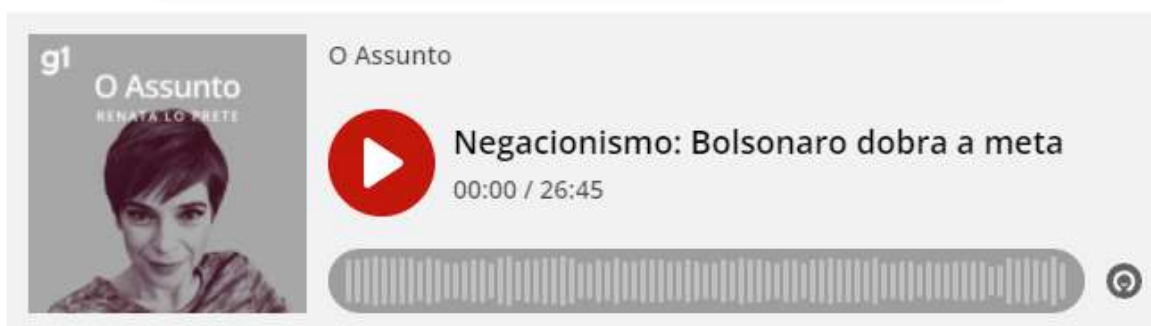 g1
O Assunto
RENATA LO PRETE
O Assunto
Negacionismo: Bolsonaro dobra a meta
00:00 / 26:45